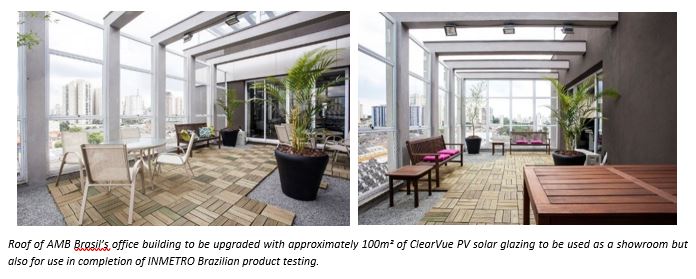 Roof of AMB Brasil's office building to be upgraded with approximately 100m² of ClearVue PV solar glazing to be used as a showroom but
also for use in completion of INMETRO Brazilian product testing.